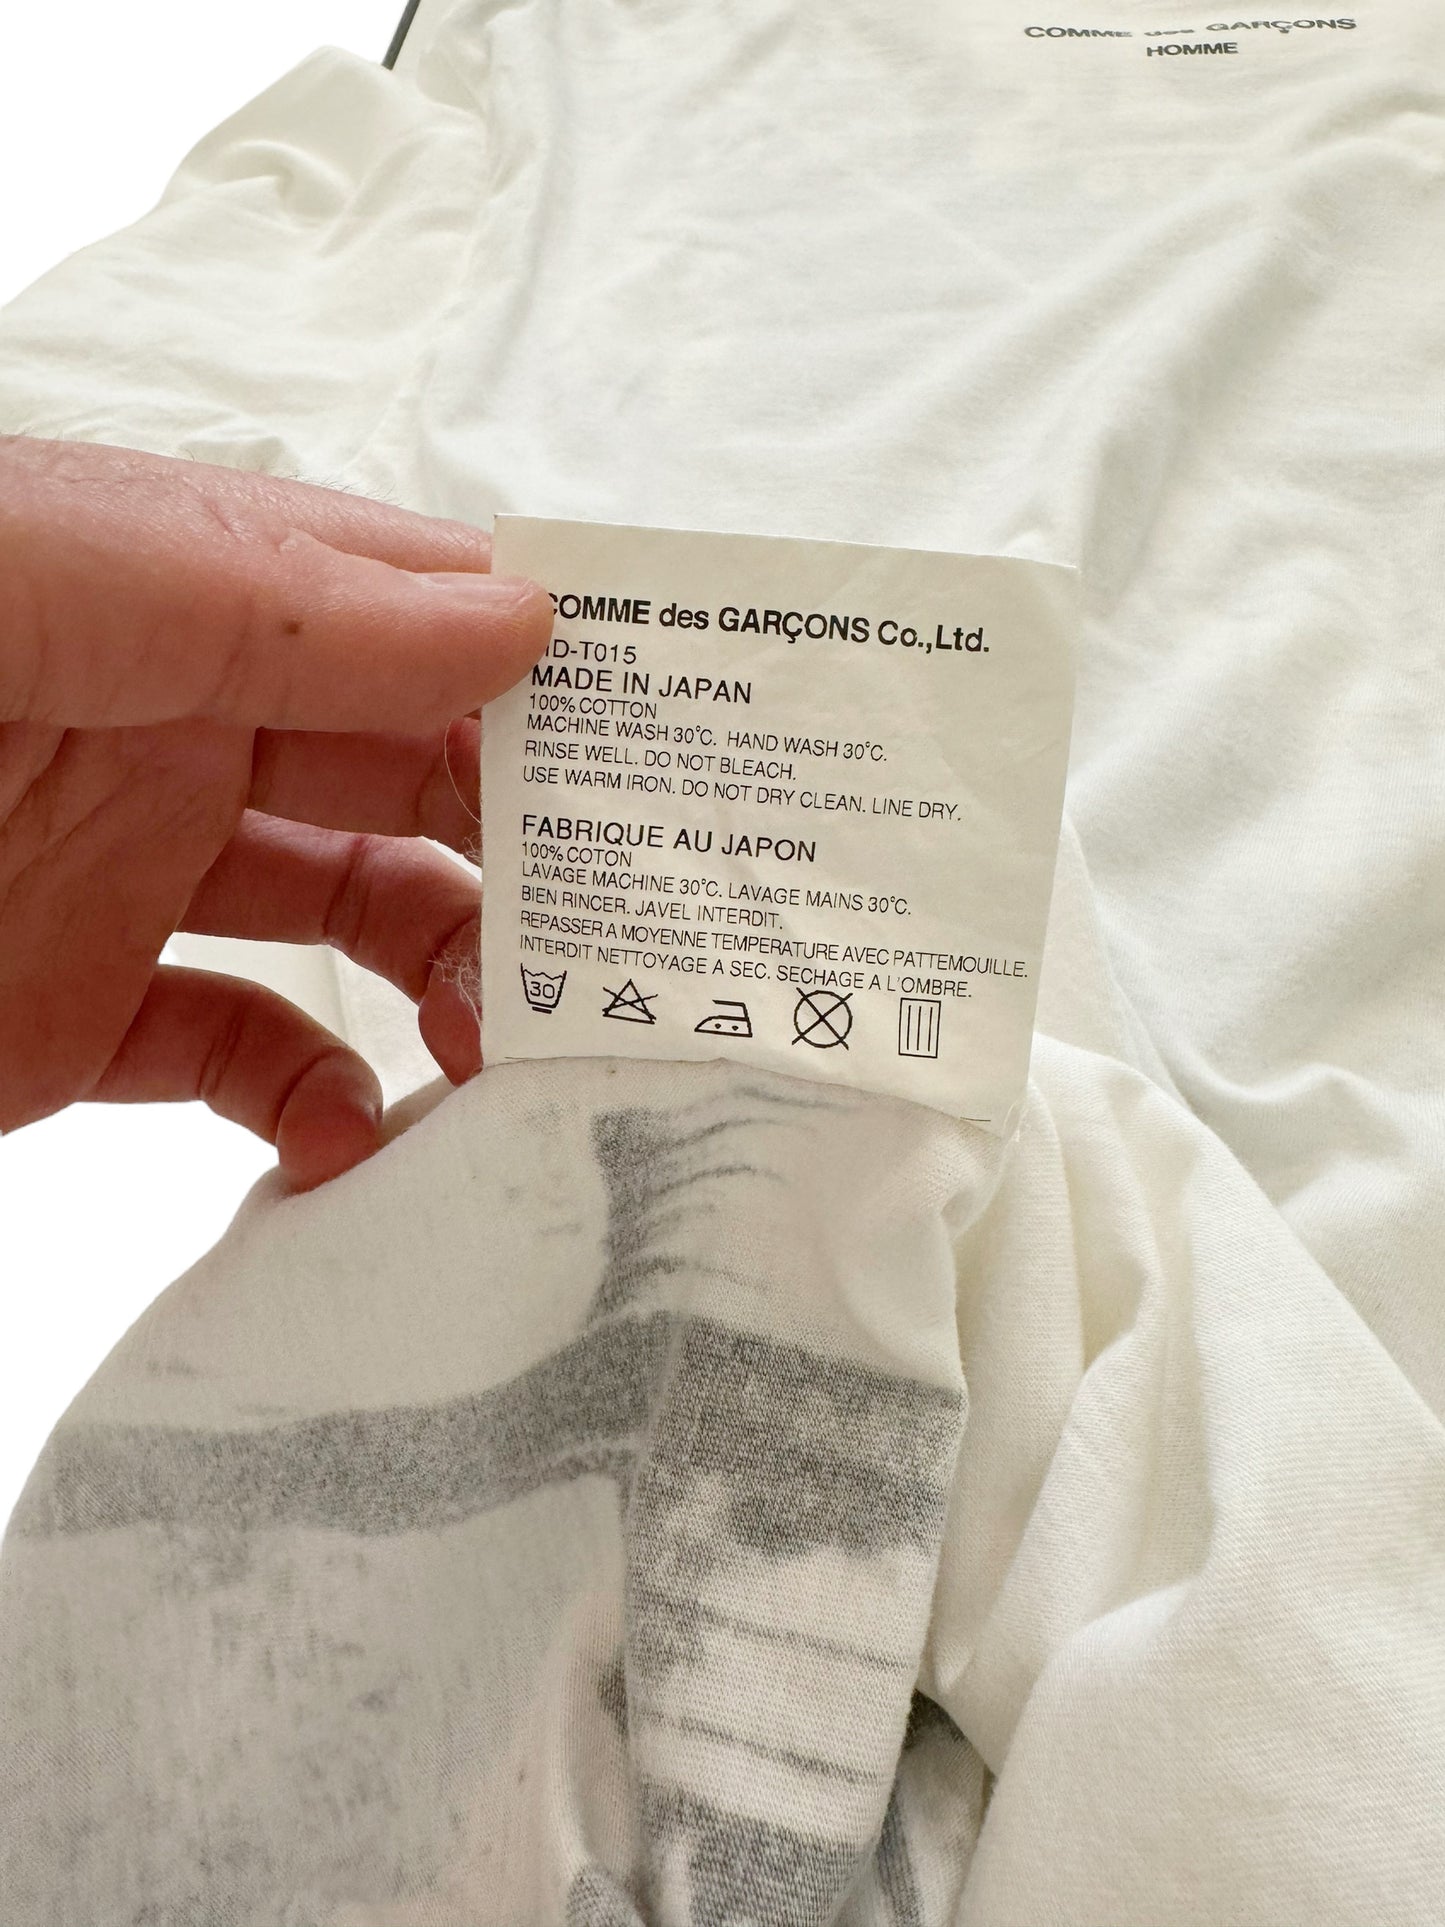 COMME des GARÇONS
HOMME
COMME des GARÇONS Co.,Ltd.
MADE IN JAPAN
100% COTTON
MACHINE WASH 30°C. HAND WASH 30°C.
RINSE WELL. DO NOT BLEACH.
USE WARM IRON. DO NOT DRY CLEAN. LINE DRY.
FABRIQUE AU JAPON
100% COTON
LAVAGE MACHINE 30°C. LAVAGE MAINS 30°C.
BIEN RINCER. JAVEL INTERDIT.
REPASSER A MOYENNE TEMPERATURE AVEC PATTEMOUILLE.
INTERDIT NETTOYAGE A SEC. SECHAGE A L'OMBRE.
30